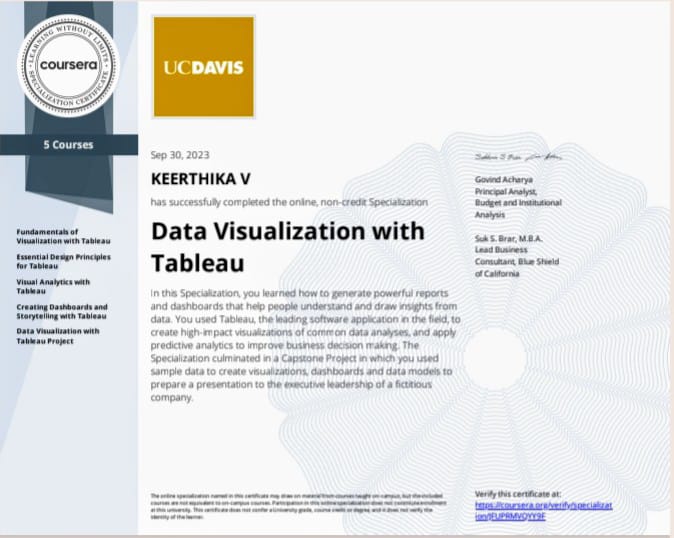 LEARNING WITHOUT LIMITS
coursera
SPECIALIZATION CERTIFICATE
5 Courses
Fundamentals of
Visualization with Tableau
Essential Design Principles
for Tableau
Visual Analytics with
Tableau
Creating Dashboards and
Storytelling with Tableau
Data Visualization with
Tableau Project
UCDAVIS
Sep 30, 2023
KEERTHIKA V
has successfully completed the online, non-credit Specialization
Data Visualization with
Tableau
In this Specialization, you learned how to generate powerful reports
and dashboards that help people understand and draw insights from
data. You used Tableau, the leading software application in the field, to
create high-impact visualizations of common data analyses, and apply
predictive analytics to improve business decision making. The
Specialization culminated in a Capstone Project in which you used
sample data to create visualizations, dashboards and data models to
prepare a presentation to the executive leadership of a fictitious
company.
Govind Acharya
Principal Analyst,
Budget and Institutional
Analysis
Suk S. Brar, M.B.A.
Lead Business
Consultant, Blue Shield
of California
The online specialization named in this certificate may draw on material from courses taught on campus, but the included
courses are not equivalent to on-campus courses. Participation in this online specialization does not constitute enrollment
at this university. This certificate does not confer a University grade, course credit or degree, and it does not verify the
identity of the learner.
Verify this certificate at:
https://coursera.org/verify/specializat